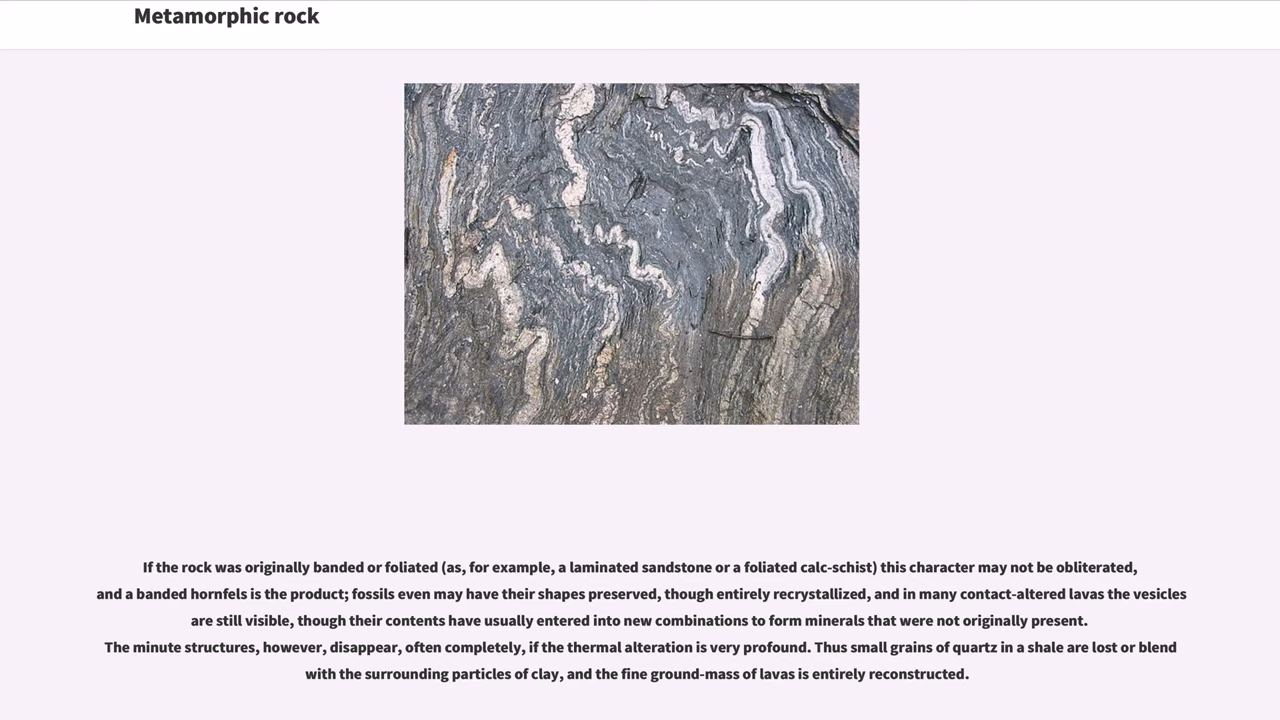 Metamorphic rock
If the rock was originally banded or foliated (as, for example, a laminated sandstone or a foliated calc-schist) this character may not be obliterated,
and a banded hornfels is the product; fossils even may have their shapes preserved, though entirely recrystallized, and in many contact-altered lavas the vesicles
are still visible, though their contents have usually entered into new combinations to form minerals that were not originally present.
The minute structures, however, disappear, often completely, if the thermal alteration is very profound. Thus small grains of quartz in a shale are lost or blend
with the surrounding particles of clay, and the fine ground-mass of lavas is entirely reconstructed.